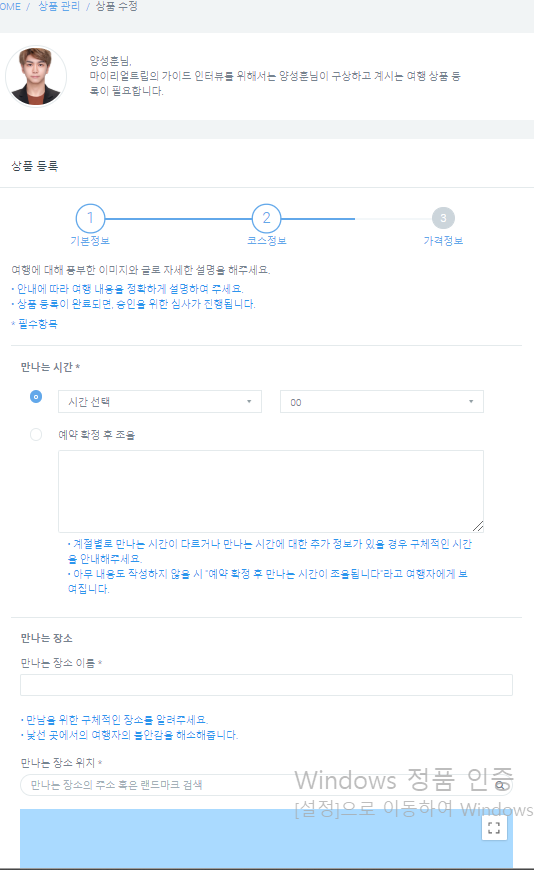 OME / 상품 관리 / 상품 수정
양성훈님,
마이리얼트립의 가이드 인터뷰를 위해서는 양성훈님이 구상하고 계시는 여행 상품 등
록이 필요합니다.
상품 등록
1 2 3
기본정보 코스정보 가격정보
여행에 대해 풍부한 이미지와 글로 자세한 설명을 해주세요.
• 안내에 따라 여행 내용을 정확하게 설명하여 주세요.
• 상품 등록이 완료되면, 승인을 위한 심사가 진행됩니다.
* 필수항목
만나는 시간 *
시간 선택 00
예약 확정 후 조율
• 계절별로 만나는 시간이 다르거나 만나는 시간에 대한 추가 정보가 있을 경우 구체적인 시간
을 안내해주세요.
• 아무 내용도 작성하지 않을 시 "예약 확정 후 만나는 시간이 조율됩니다"라고 여행자에게 보
여집니다.
만나는 장소
만나는 장소 이름 *
• 만남을 위한 구체적인 장소를 알려주세요.
• 낯선 곳에서의 여행자의 불안감을 해소해줍니다.
만나는 장소 위치 *
만나는 장소의 주소 혹은 랜드마크 검색
Windows 정품 인증
[설정]으로 이동하여 Windows